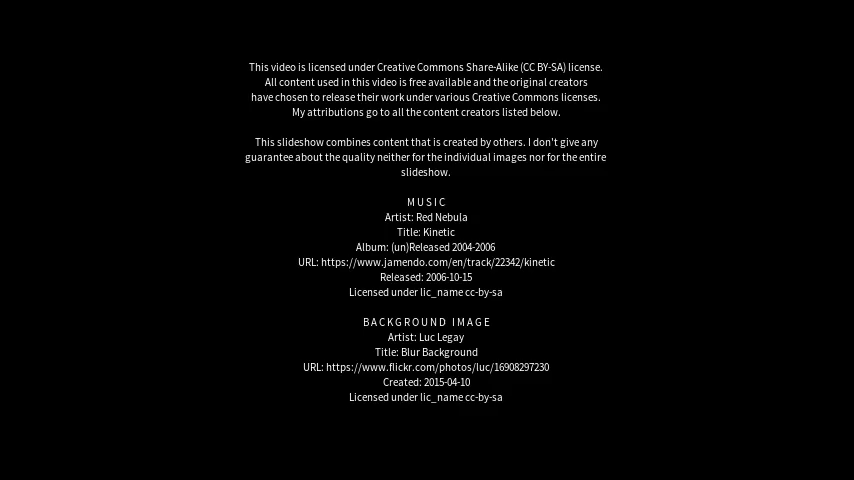 This video is licensed under Creative Commons Share-Alike (CC BY-SA) license.
All content used in this video is free available and the original creators
have chosen to release their work under various Creative Commons licenses.
My attributions go to all the content creators listed below.
This slideshow combines content that is created by others. I don't give any
guarantee about the quality neither for the individual images nor for the entire
slideshow.
MUSIC
Artist: Red Nebula
Title: Kinetic
Album: (un)Released 2004-2006
URL: https://www.jamendo.com/en/track/22342/kinetic
Released: 2006-10-15
Licensed under lic_name cc-by-sa
BACKGROUND IMAGE
Artist: Luc Legay
Title: Blur Background
URL: https://www.flickr.com/photos/luc/16908297230
Created: 2015-04-10
Licensed under lic_name cc-by-sa